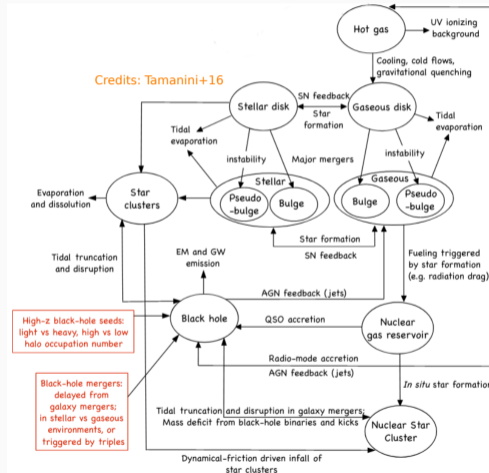 Hot gas
UV ionizing
background
Cooling, cold flows,
gravitational quenching
Credits: Tamanini+16
SN feedback
Stellar disk
Gaseous disk
Star
formation
Tidal
evaporation
Tidal
evaporation
instability
Major mergers
instability
Stellar
Gaseous
Evaporation
and dissolution
Star
clusters
Pseudo
-bulge
Bulge
Bulge
Pseudo
-bulge
Star formation
SN feedback
Tidal truncation
and disruption
EM and GW
emission
Fueling triggered
by star formation
(e.g. radiation drag)
AGN feedback (jets)
High-z black-hole seeds:
light vs heavy, high vs low
halo occupation number
Black hole
QSO accretion
Nuclear
gas reservoir
Radio-mode accretion
AGN feedback (jets)
Black-hole mergers:
delayed from
galaxy mergers;
in stellar vs gaseous
environments, or
triggered by triples
In situ star formation
Tidal truncation and disruption in galaxy mergers;
Mass deficit from black-hole binaries and kicks
Nuclear Star
Cluster
Dynamical-friction driven infall of
star clusters